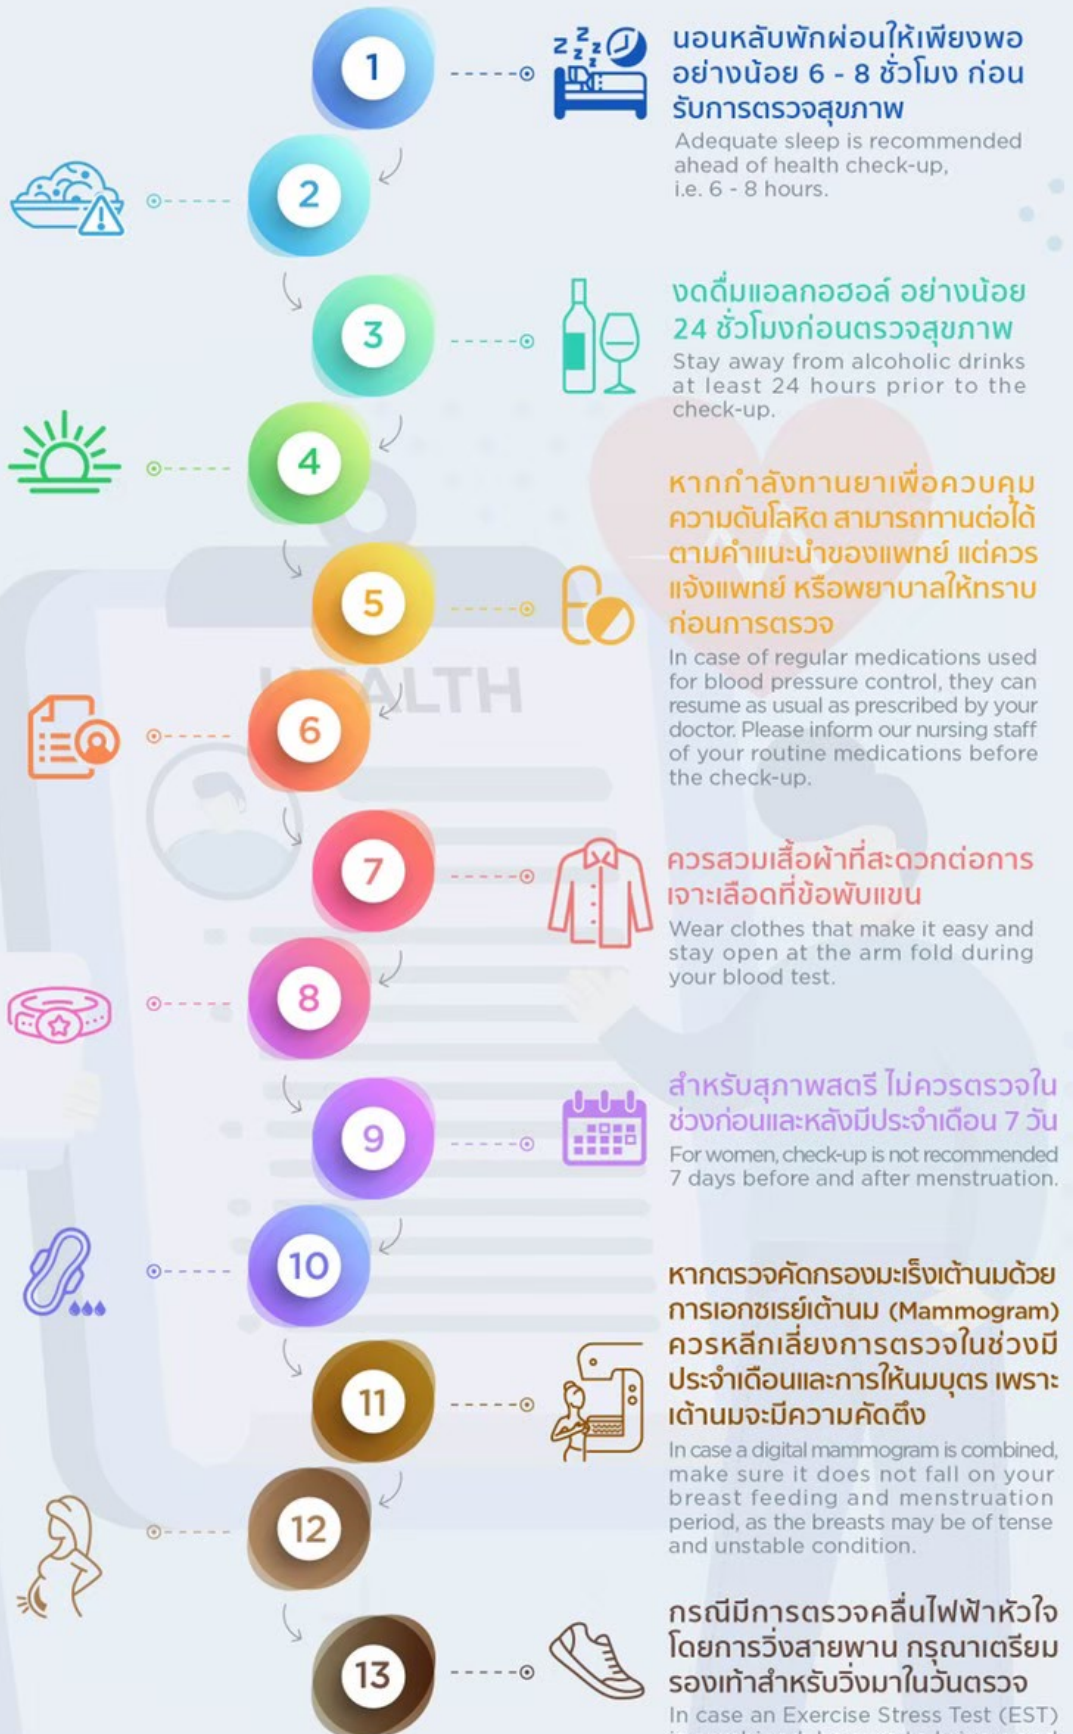 1
นอนหลับพักผ่อนให้เพียงพอ
อย่างน้อย 6 - 8 ชั่วโมง ก่อน
รับการตรวจสุขภาพ
Adequate sleep is recommended
ahead of health check-up,
i.e. 6 - 8 hours.
2
3
งดดื่มแอลกอฮอล์ อย่างน้อย
24 ชั่วโมงก่อนตรวจสุขภาพ
Stay away from alcoholic drinks
at least 24 hours prior to the
check-up.
4
5
หากกำลังทานยาเพื่อควบคุม
ความดันโลหิต สามารถทานต่อได้
ตามคำแนะนำของแพทย์ แต่ควร
แจ้งแพทย์ หรือพยาบาลให้ทราบ
ก่อนการตรวจ
In case of regular medications used
for blood pressure control, they can
resume as usual as prescribed by your
doctor. Please inform our nursing staff
of your routine medications before
the check-up.
HEALTH
6
7
ควรสวมเสื้อผ้าที่สะดวกต่อการ
เจาะเลือดที่ข้อพับแขน
Wear clothes that make it easy and
stay open at the arm fold during
your blood test.
8
9
สำหรับสุภาพสตรี ไม่ควรตรวจใน
ช่วงก่อนและหลังมีประจำเดือน 7 วัน
For women, check-up is not recommended
7 days before and after menstruation.
10
11
หากตรวจคัดกรองมะเร็งเต้านมด้วย
การเอกซเรย์เต้านม (Mammogram)
ควรหลีกเลี่ยงการตรวจในช่วงมี
ประจำเดือนและการให้นมบุตร เพราะ
เต้านมจะมีความคัดตึง
In case a digital mammogram is combined,
make sure it does not fall on your
breast feeding and menstruation
period, as the breasts may be of tense
and unstable condition.
12
13
กรณีมีการตรวจคลื่นไฟฟ้าหัวใจ
โดยการวิ่งสายพาน กรุณาเตรียม
รองเท้าสำหรับวิ่งมาในวันตรวจ
In case an Exercise Stress Test (EST)